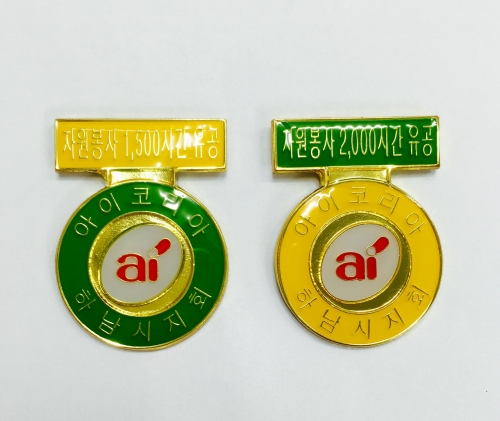 자원봉사 1,500시간 유공
아이코리아
ai
하남시지회
자원봉사 2,000시간 유공
아이코리아
ai
하남시지회